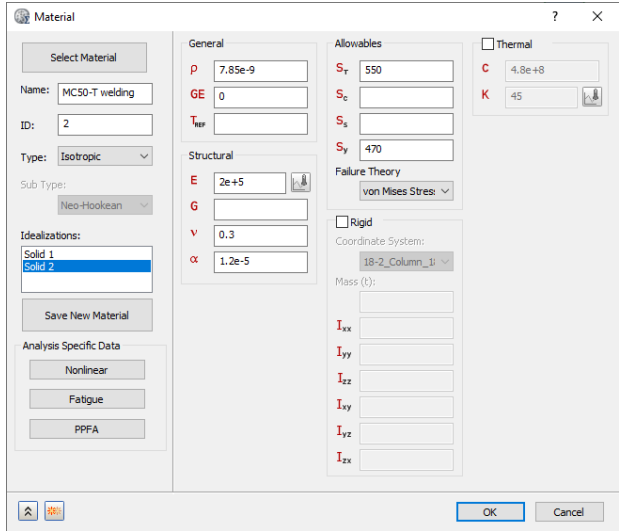 Material
?
Select Material
Name: MC50-T welding
ID: 2
Type: Isotropic
Sub Type:
Neo-Hookean
Idealizations:
Solid 1
Solid 2
Save New Material
Analysis Specific Data
Nonlinear
Fatigue
PPFA
General
ρ 7.85e-9
GE 0
TREF
Structural
E 2e+5
G
ν 0.3
α 1.2e-5
Allowables
ST 550
Sc
Ss
Sy 470
Failure Theory
von Mises Stres
Rigid
Coordinate System:
18-2_Column_1
Mass (t):
Ixx
Iyy
Izz
Ixy
Iyz
Izx
Thermal
C 4.8e+8
K 45
OK Cancel